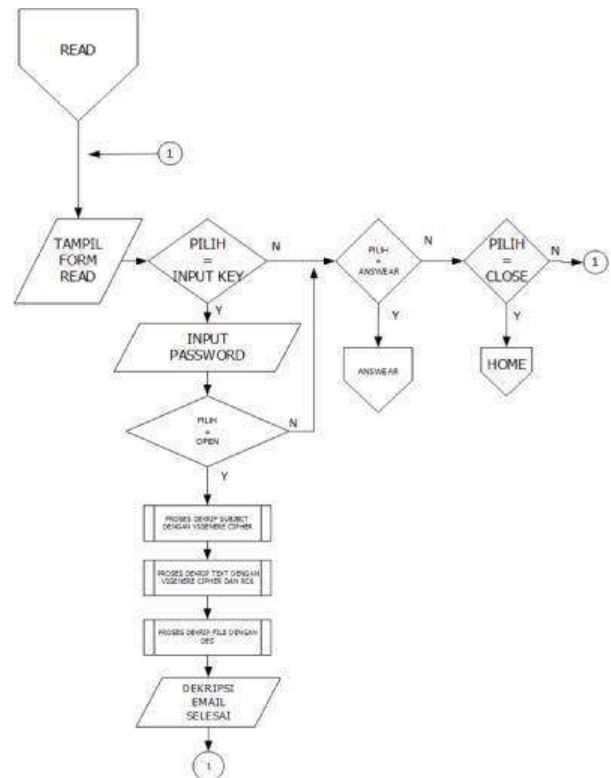 READ
1
TAMPIL
FORM
READ
PILIH
=
INPUT KEY
N
PILIH
=
ANSWEAR
N
PILIH
=
CLOSE
N
1
Y
Y
Y
INPUT
PASSWORD
ANSWEAR
HOME
PILIH
=
OPEN
N
Y
PROSES DEKRIP SUBJECT
DENGAN VIGENERE CIPHER
PROSES DEKRIP TEXT DENGAN
VIGENERE CIPHER DAN RC6
PROSES DEKRIP FILE DENGAN
DES
DEKRIPSI
EMAIL
SELESAI
1